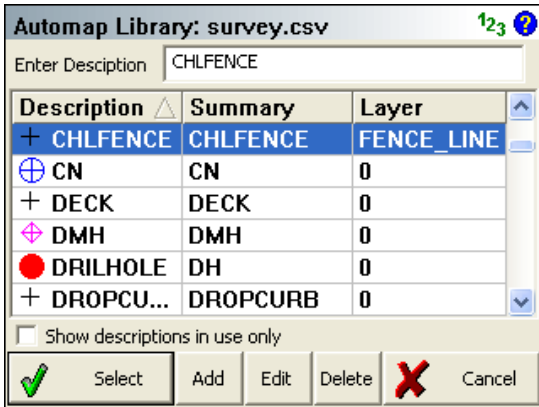 Automap Library: survey.csv 123
Enter Desciption CHLFENCE
Description Summary Layer
CHLFENCE CHLFENCE FENCE_LINE
CN CN 0
DECK DECK 0
DMH DMH 0
DRILHOLE DH 0
DROPCU... DROPCURB 0
Show descriptions in use only
Select Add Edit Delete Cancel